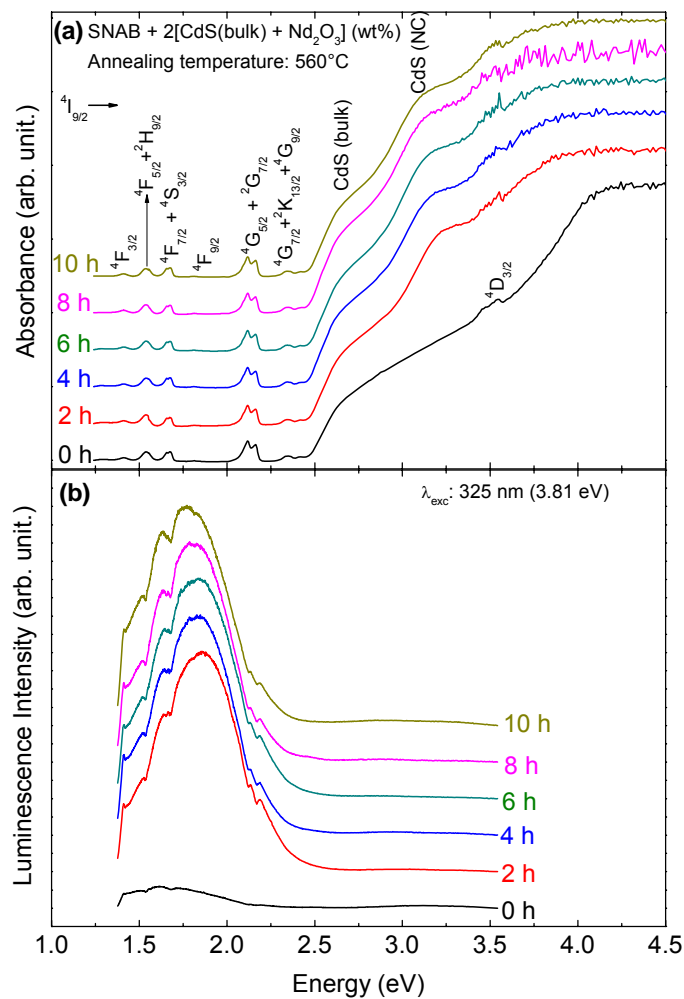 (a) SNAB + 2[CdS(bulk) + Nd₂O₃] (wt%)
Annealing temperature: 560°C
⁴I₉/₂
⁴F₃/₂
⁴F₅/₂ + ²H₉/₂
⁴F₇/₂ + ⁴S₃/₂
⁴F₉/₂
⁴G₅/₂ + ²G₇/₂
⁴G₇/₂ + ²K₁₃/₂ + ⁴G₉/₂
CdS (bulk)
CdS (NC)
⁴D₃/₂
10 h
8 h
6 h
4 h
2 h
0 h
Absorbance (arb. unit.)
(b)
λexc: 325 nm (3.81 eV)
10 h
8 h
6 h
4 h
2 h
0 h
Luminescence Intensity (arb. unit.)
1.0 1.5 2.0 2.5 3.0 3.5 4.0 4.5
Energy (eV)